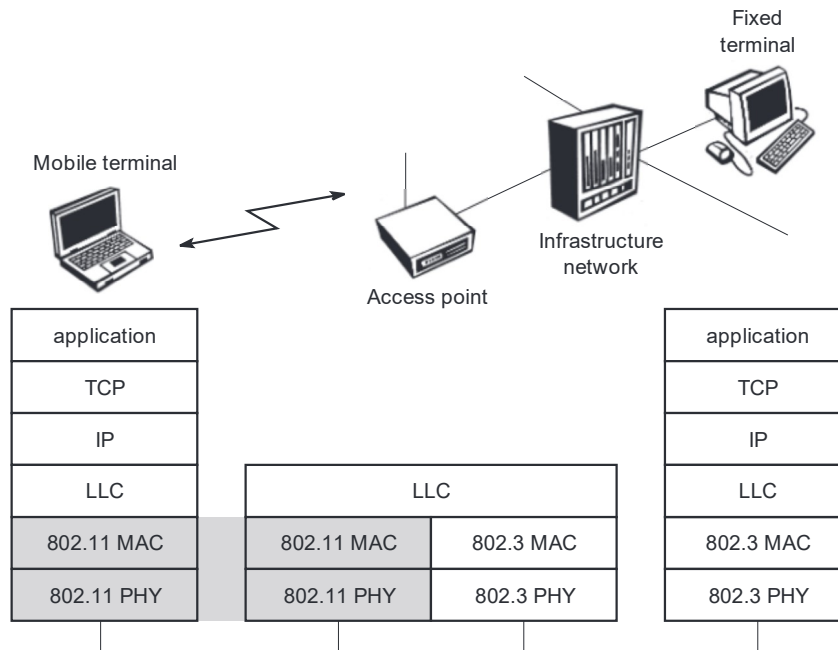 Fixed
terminal
Mobile terminal
Infrastructure
network
Access point
application
TCP
IP
LLC
802.11 MAC
802.11 PHY
LLC
802.11 MAC
802.3 MAC
802.11 PHY
802.3 PHY
application
TCP
IP
LLC
802.3 MAC
802.3 PHY